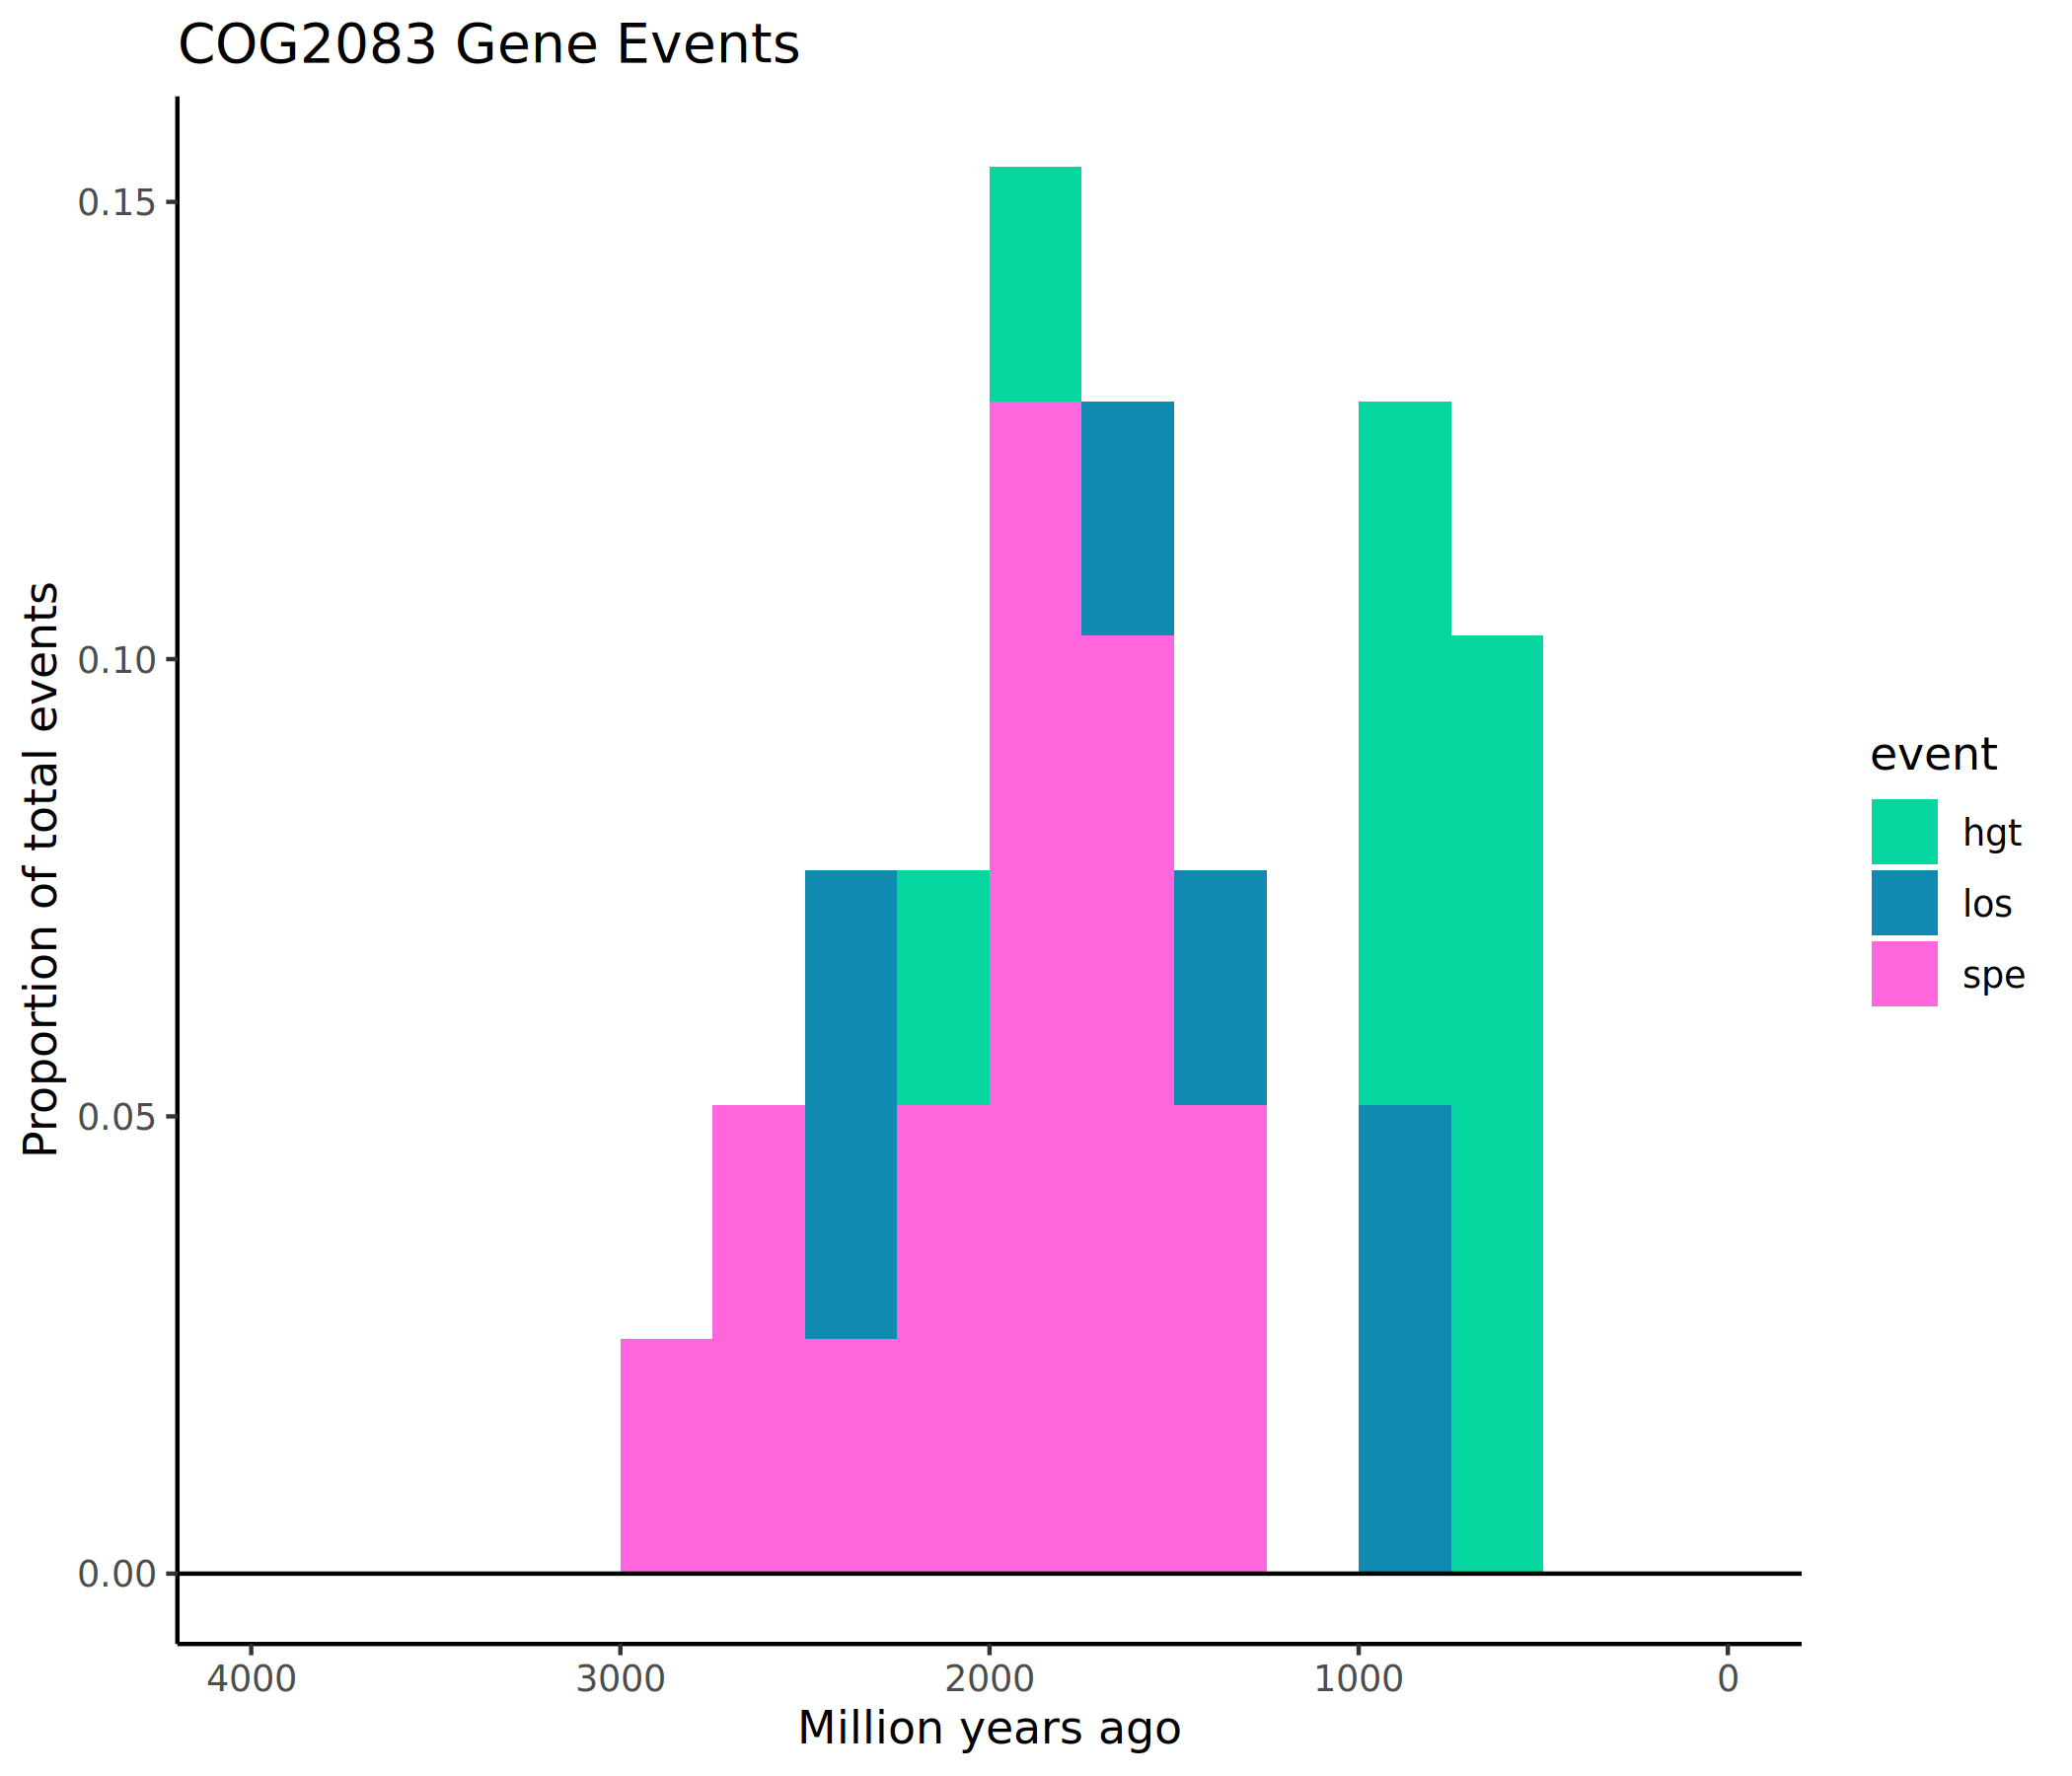 COG2083 Gene Events
Proportion of total events
0.15
0.10
0.05
0.00
4000 3000 2000 1000 0
Million years ago
event
hgt
los
spe